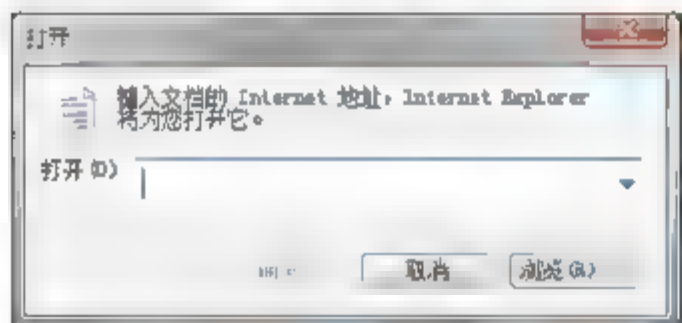 打开
键入文档的 Internet 地址，Internet Explorer
将为您打开它。
打开(O)
取消
浏览(R)